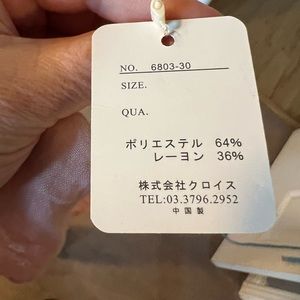 NO. 6803-30
SIZE.
QUA.
ポリエステル 64%
レーヨン 36%
株式会社クロイス
TEL:03.3796.2952
中国製